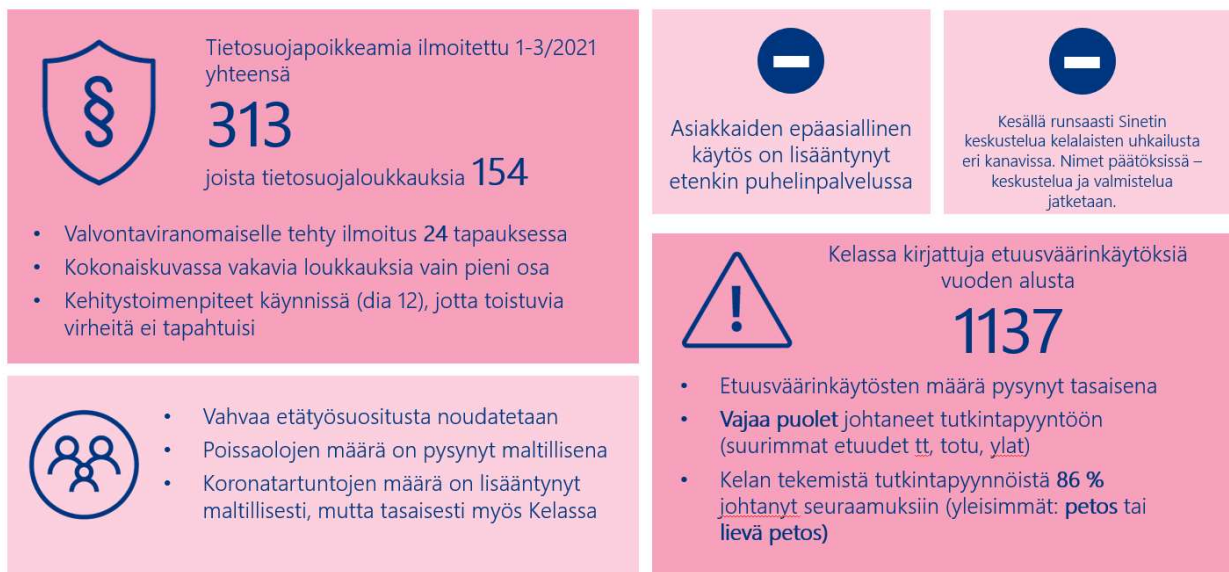 Tietosuojapoikkeamia ilmoitettu 1-3/2021
yhteensä
313
joista tietosuojaloukkauksia 154
• Valvontaviranomaiselle tehty ilmoitus 24 tapauksessa
• Kokonaiskuvassa vakavia loukkauksia vain pieni osa
• Kehitystoimenpiteet käynnissä (dia 12), jotta toistuvia
virheitä ei tapahtuisi
• Vahvaa etätyösuositusta noudatetaan
• Poissaolojen määrä on pysynyt maltillisena
• Koronatartuntojen määrä on lisääntynyt
maltillisesti, mutta tasaisesti myös Kelassa
Asiakkaiden epäasiallinen
käytös on lisääntynyt
etenkin puhelinpalvelussa
Kesällä runsaasti Sinetin
keskustelua kelalaisten uhkailusta
eri kanavissa. Nimet päätöksissä –
keskustelua ja valmistelua
jatketaan.
Kelassa kirjattuja etuusväärinkäytöksiä
vuoden alusta
1137
• Etuusväärinkäytösten määrä pysynyt tasaisena
• Vajaa puolet johtaneet tutkintapyyntöön
(suurimmat etuudet tt, totu, ylat)
• Kelan tekemistä tutkintapyynnöistä 86 %
johtanyt seuraamuksiin (yleisimmät: petos tai
lievä petos)
§
!